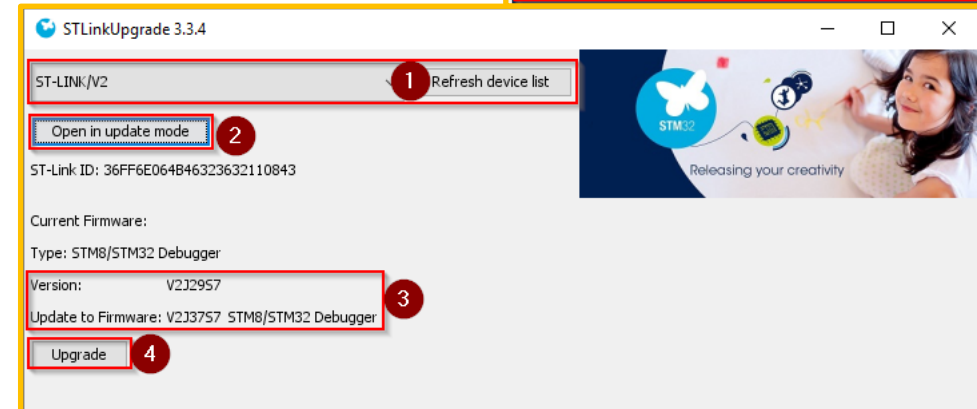 STLinkUpgrade 3.3.4
ST-LINK/V2 1 Refresh device list
Open in update mode 2
STM32
Releasing your creativity
ST-Link ID: 36FF6E064B46323632110843
Current Firmware:
Type: STM8/STM32 Debugger
Version: V2J29S7
3
Update to Firmware: V2J37S7 STM8/STM32 Debugger
Upgrade 4